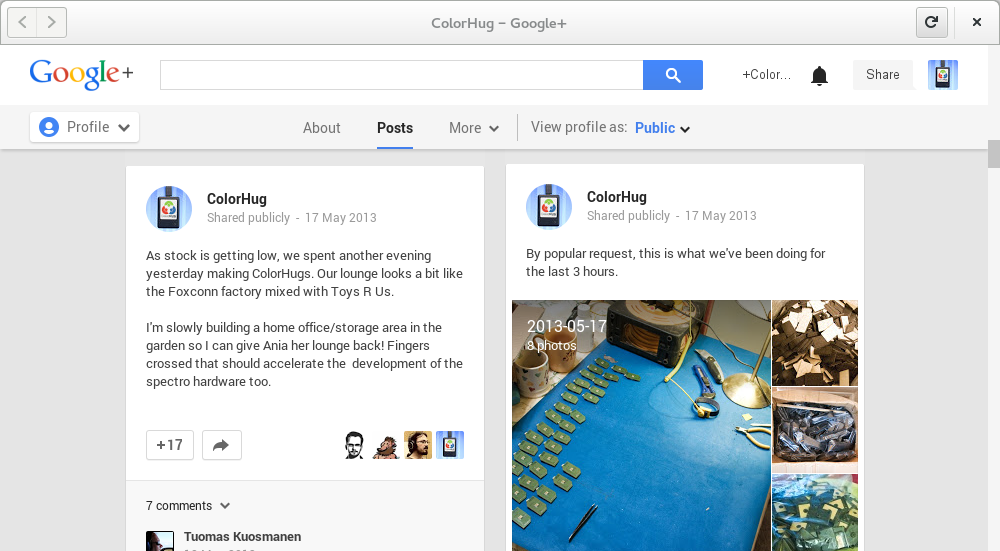 ColorHug – Google+
Google+
+Color...
Share
Profile
About
Posts
More
View profile as: Public
ColorHug
Shared publicly - 17 May 2013
As stock is getting low, we spent another evening
yesterday making ColorHugs. Our lounge looks a bit like
the Foxconn factory mixed with Toys R Us.
I'm slowly building a home office/storage area in the
garden so I can give Ania her lounge back! Fingers
crossed that should accelerate the development of the
spectro hardware too.
+17
7 comments
Tuomas Kuosmanen
ColorHug
Shared publicly - 17 May 2013
By popular request, this is what we've been doing for
the last 3 hours.
2013-05-17
8 photos